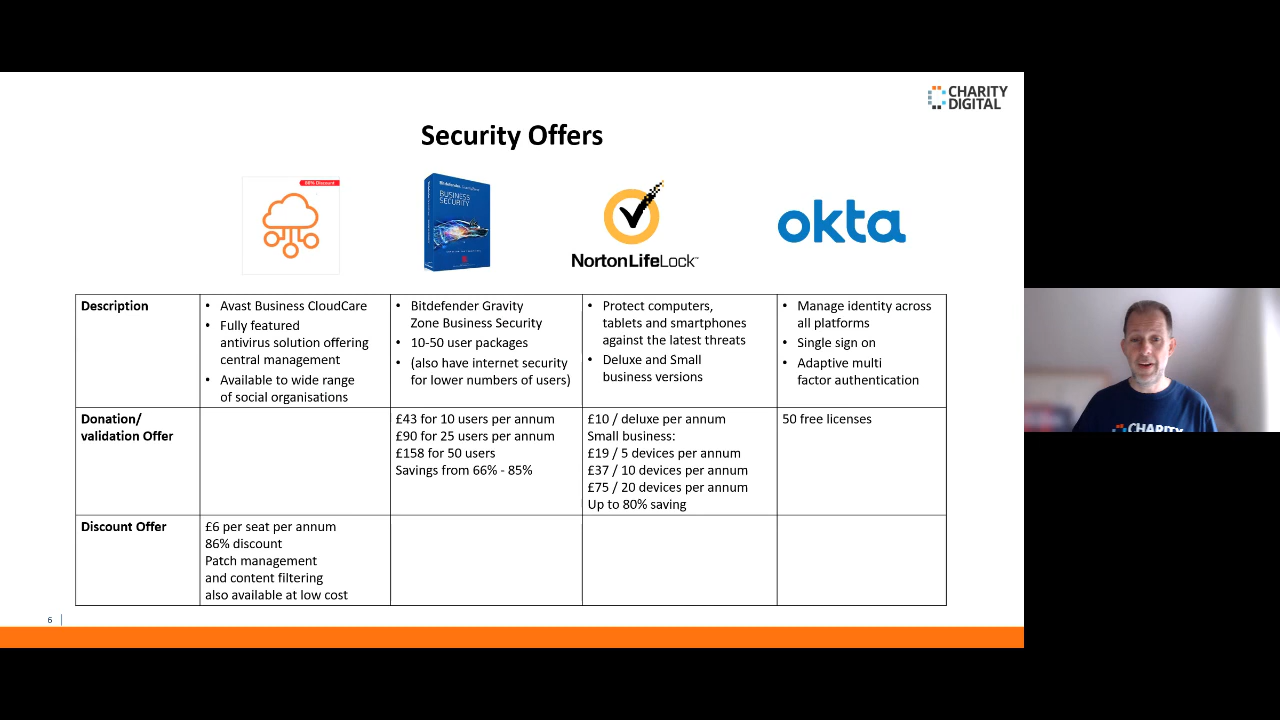 CHARITY
DIGITAL
Security Offers
BUSINESS
SECURITY
NortonLifeLock
okta
Description
• Avast Business CloudCare
• Fully featured
antivirus solution offering
central management
• Available to wide range
of social organisations
• Bitdefender Gravity
Zone Business Security
• 10-50 user packages
• (also have internet security
for lower numbers of users)
• Protect computers,
tablets and smartphones
against the latest threats
• Deluxe and Small
business versions
• Manage identity across
all platforms
• Single sign on
• Adaptive multi
factor authentication
Donation/
validation Offer
£43 for 10 users per annum
£90 for 25 users per annum
£158 for 50 users
Savings from 66% - 85%
£10 / deluxe per annum
Small business:
£19 / 5 devices per annum
£37 / 10 devices per annum
£75 / 20 devices per annum
Up to 80% saving
50 free licenses
Discount Offer
£6 per seat per annum
86% discount
Patch management
and content filtering
also available at low cost
6
CHARITY